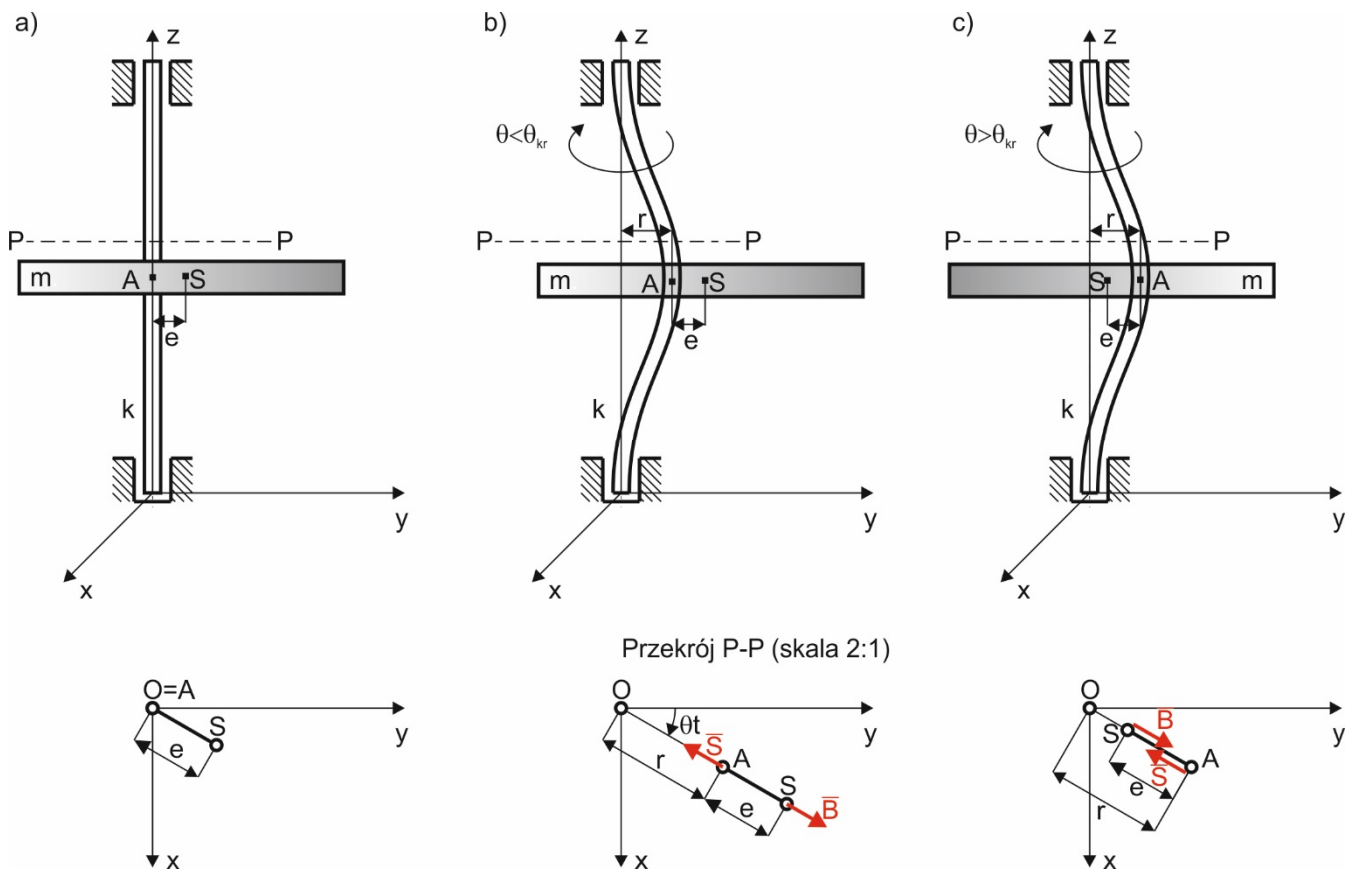 a)
z
P
P
m
A
S
e
k
y
x
b)
z
θ<θkr
r
P
P
m
A
S
e
k
y
x
c)
z
θ>θkr
r
P
P
S
A
m
e
k
y
x
Przekrój P-P (skala 2:1)
O=A
S
e
y
x
O
θt
y
S̅
A
r
S
e
B̅
x
O
y
B
S
S̅
A
e
r
x